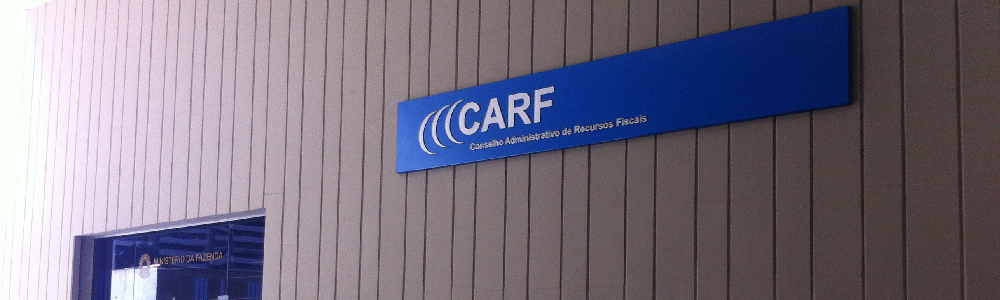 CARF
Conselho Administrativo de Recursos Fiscais
MINISTÉRIO DA FAZENDA